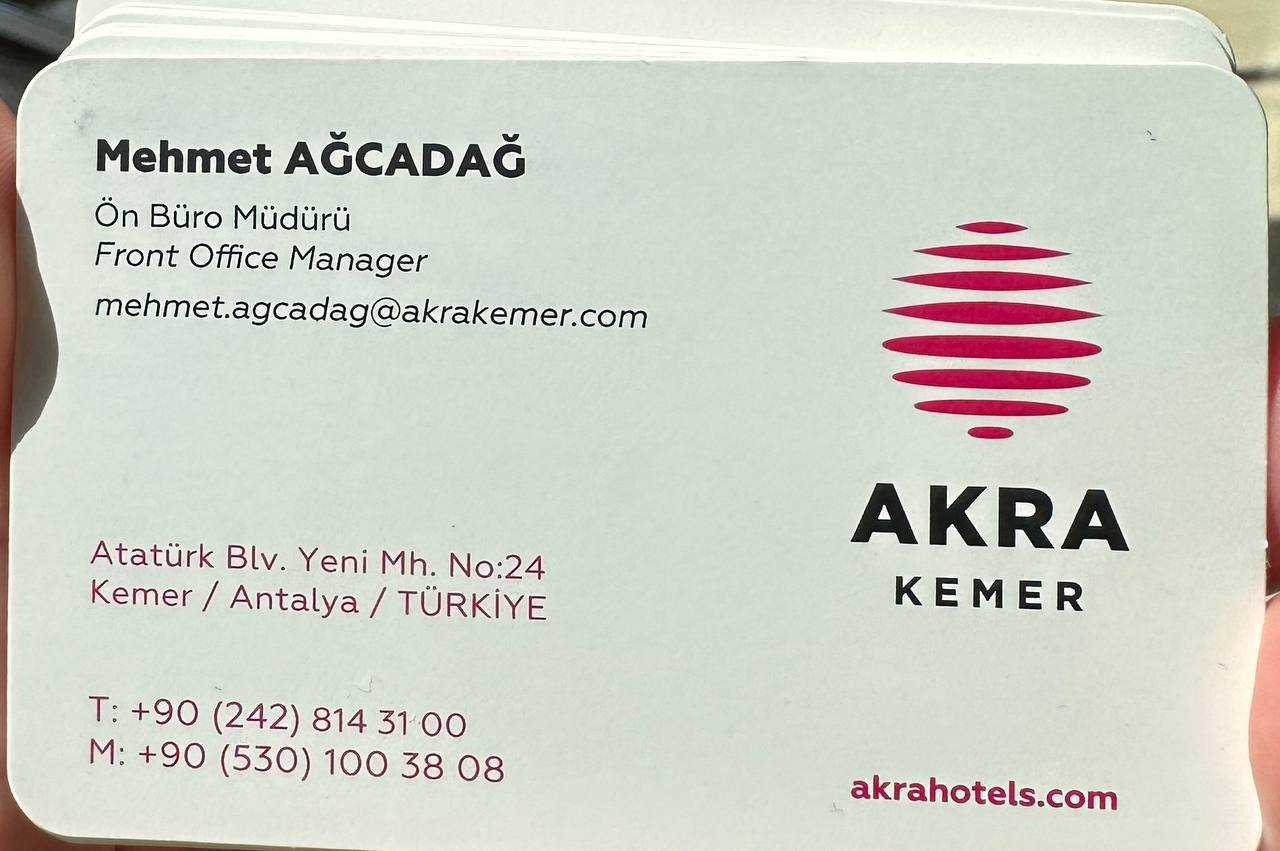 Mehmet AĞCADAĞ
Ön Büro Müdürü
Front Office Manager
mehmet.agcadag@akrakemer.com
Atatürk Blv. Yeni Mh. No:24
Kemer / Antalya / TÜRKİYE
T: +90 (242) 814 31 00
M: +90 (530) 100 38 08
AKRA
KEMER
akrahotels.com